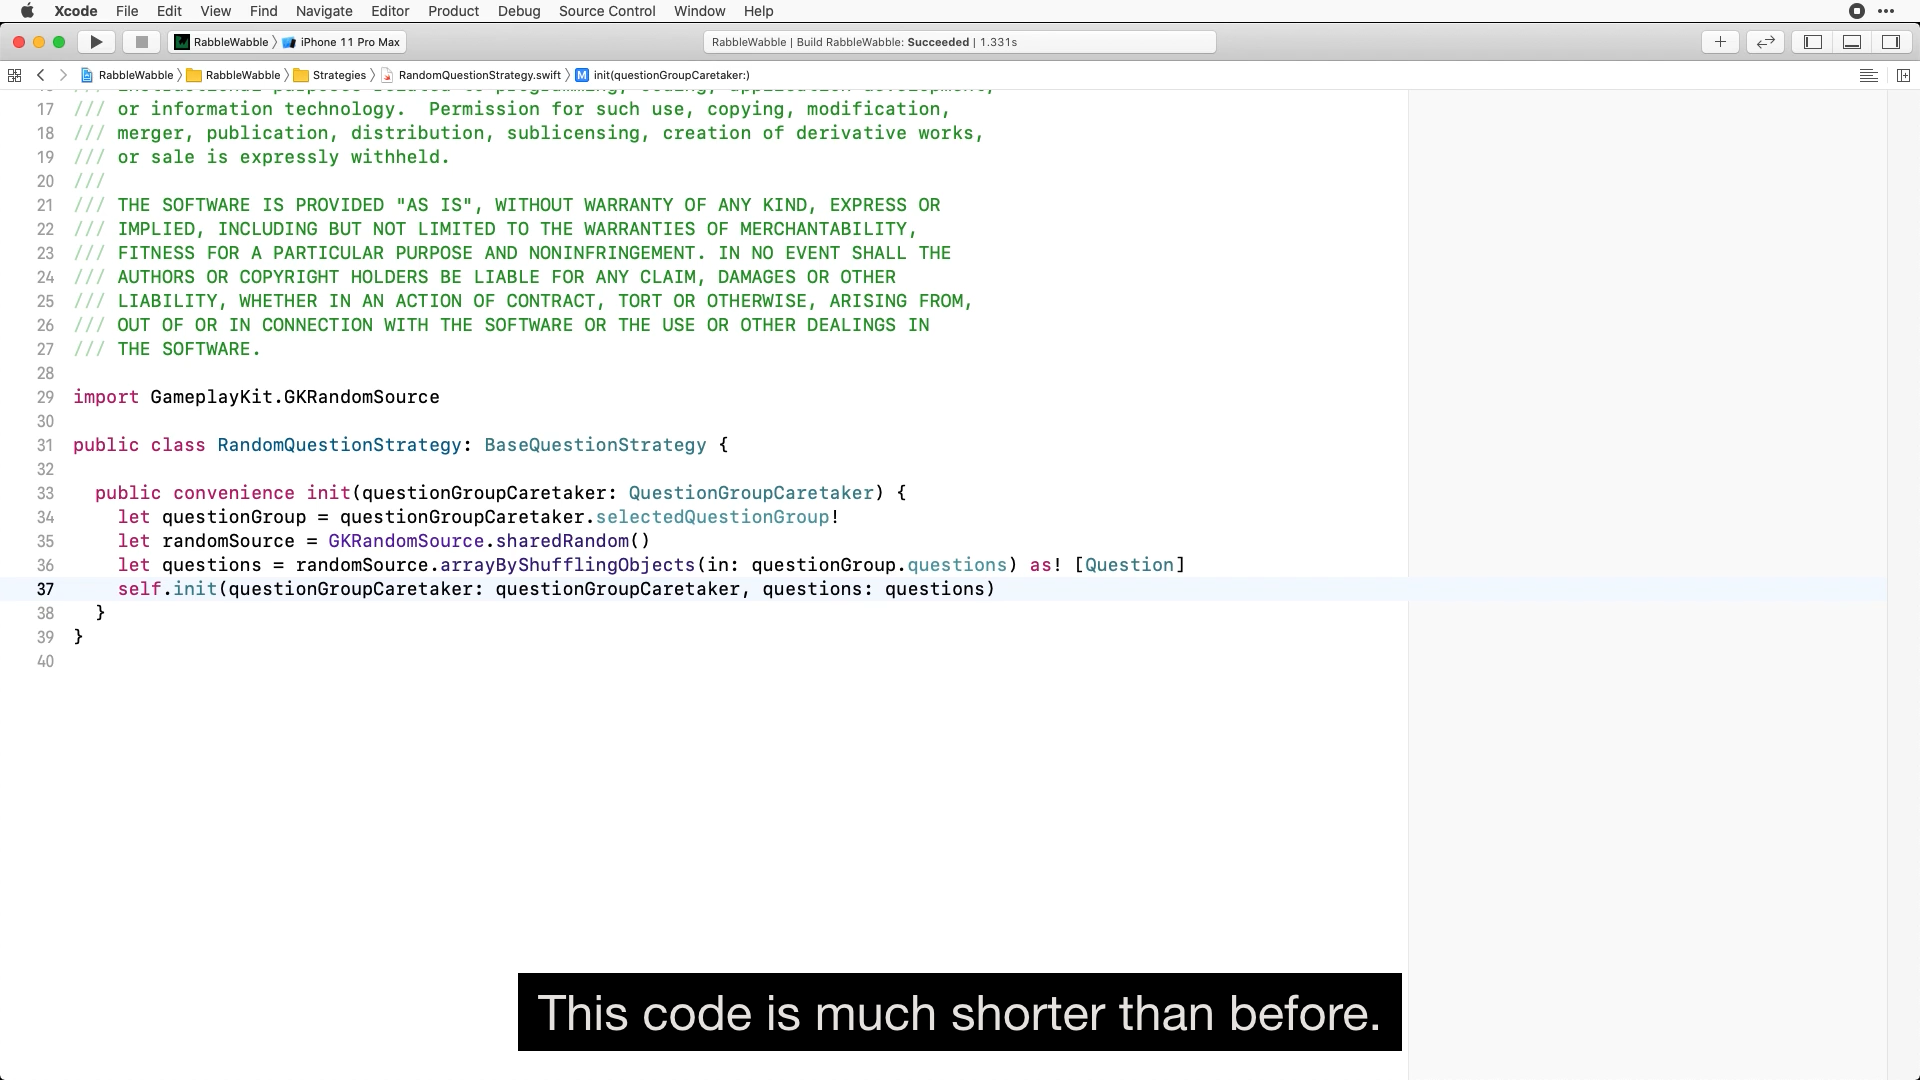 Xcode File Edit View Find Navigate Editor Product Debug Source Control Window Help
RabbleWabble 〉 iPhone 11 Pro Max
RabbleWabble | Build RabbleWabble: Succeeded | 1.331s
RabbleWabble 〉 RabbleWabble 〉 Strategies 〉 RandomQuestionStrategy.swift 〉 M init(questionGroupCaretaker:)
17 /// or information technology.  Permission for such use, copying, modification,
18 /// merger, publication, distribution, sublicensing, creation of derivative works,
19 /// or sale is expressly withheld.
20 ///
21 /// THE SOFTWARE IS PROVIDED "AS IS", WITHOUT WARRANTY OF ANY KIND, EXPRESS OR
22 /// IMPLIED, INCLUDING BUT NOT LIMITED TO THE WARRANTIES OF MERCHANTABILITY,
23 /// FITNESS FOR A PARTICULAR PURPOSE AND NONINFRINGEMENT. IN NO EVENT SHALL THE
24 /// AUTHORS OR COPYRIGHT HOLDERS BE LIABLE FOR ANY CLAIM, DAMAGES OR OTHER
25 /// LIABILITY, WHETHER IN AN ACTION OF CONTRACT, TORT OR OTHERWISE, ARISING FROM,
26 /// OUT OF OR IN CONNECTION WITH THE SOFTWARE OR THE USE OR OTHER DEALINGS IN
27 /// THE SOFTWARE.
28
29 import GameplayKit.GKRandomSource
30
31 public class RandomQuestionStrategy: BaseQuestionStrategy {
32
33   public convenience init(questionGroupCaretaker: QuestionGroupCaretaker) {
34     let questionGroup = questionGroupCaretaker.selectedQuestionGroup!
35     let randomSource = GKRandomSource.sharedRandom()
36     let questions = randomSource.arrayByShufflingObjects(in: questionGroup.questions) as! [Question]
37     self.init(questionGroupCaretaker: questionGroupCaretaker, questions: questions)
38   }
39 }
40
This code is much shorter than before.